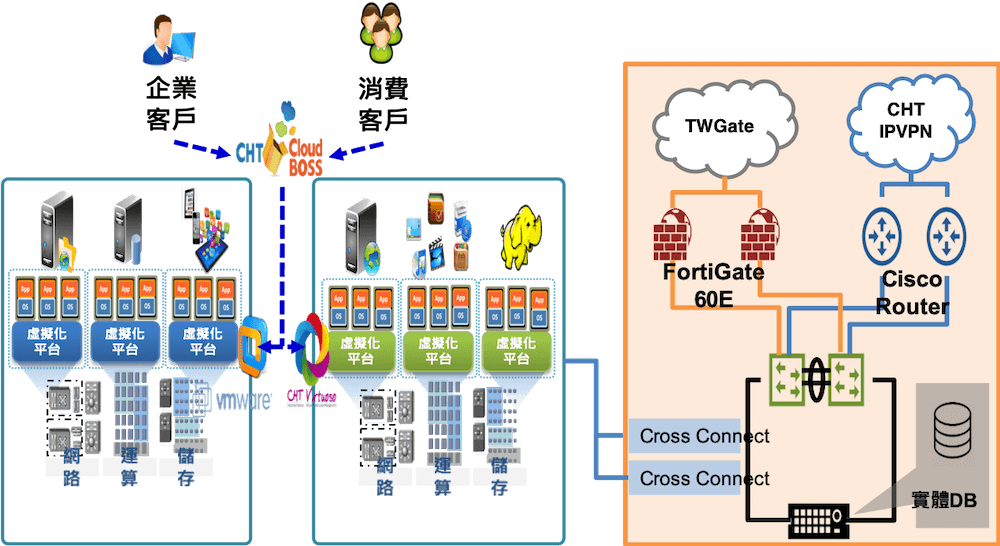 企業
客戶
消費
客戶
CHT Cloud
BOSS
App App App
OS OS OS
App App App
OS OS OS
App App App
OS OS OS
虛擬化
平台
虛擬化
平台
虛擬化
平台
vmware
網路
運算
儲存
App App App
OS OS OS
App App App
OS OS OS
App App App
OS OS OS
虛擬化
平台
虛擬化
平台
虛擬化
平台
CHT Virtuoso
網路
運算
儲存
TWGate
CHT
IPVPN
FortiGate
60E
Cisco
Router
Cross Connect
Cross Connect
實體DB